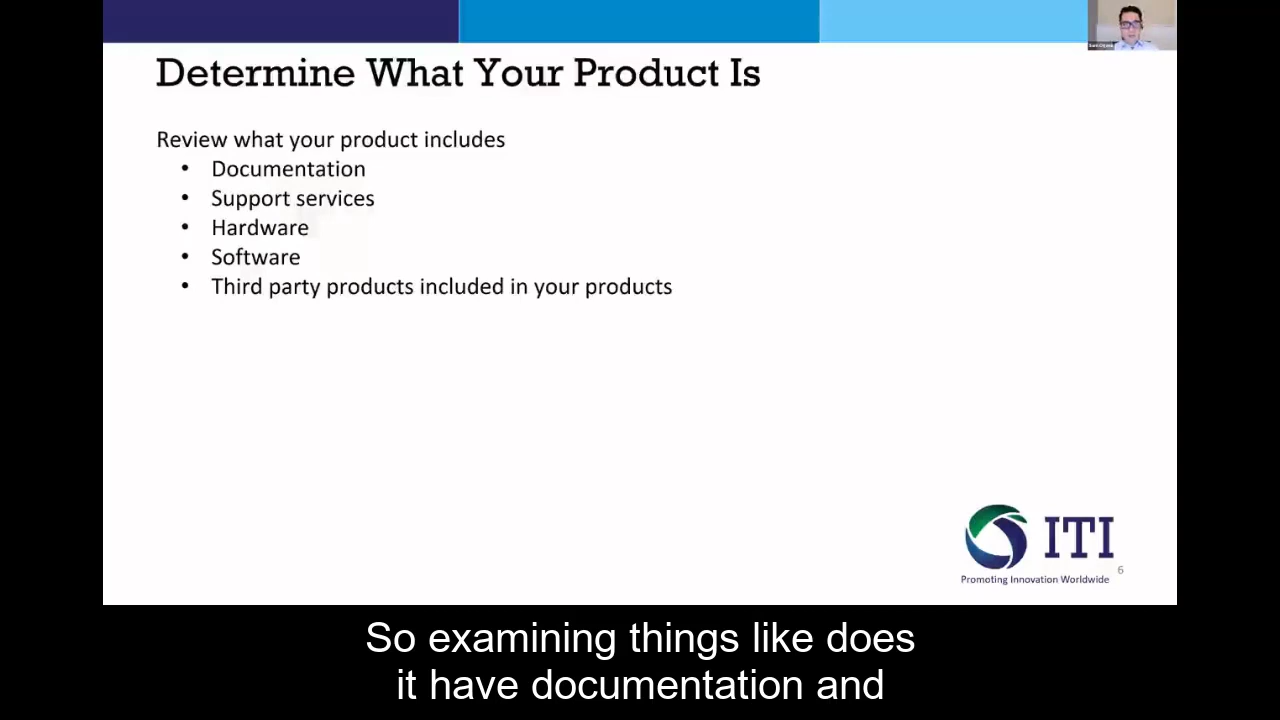 Determine What Your Product Is
Review what your product includes
• Documentation
• Support services
• Hardware
• Software
• Third party products included in your products
ITI
Promoting Innovation Worldwide
6
So examining things like does
it have documentation and